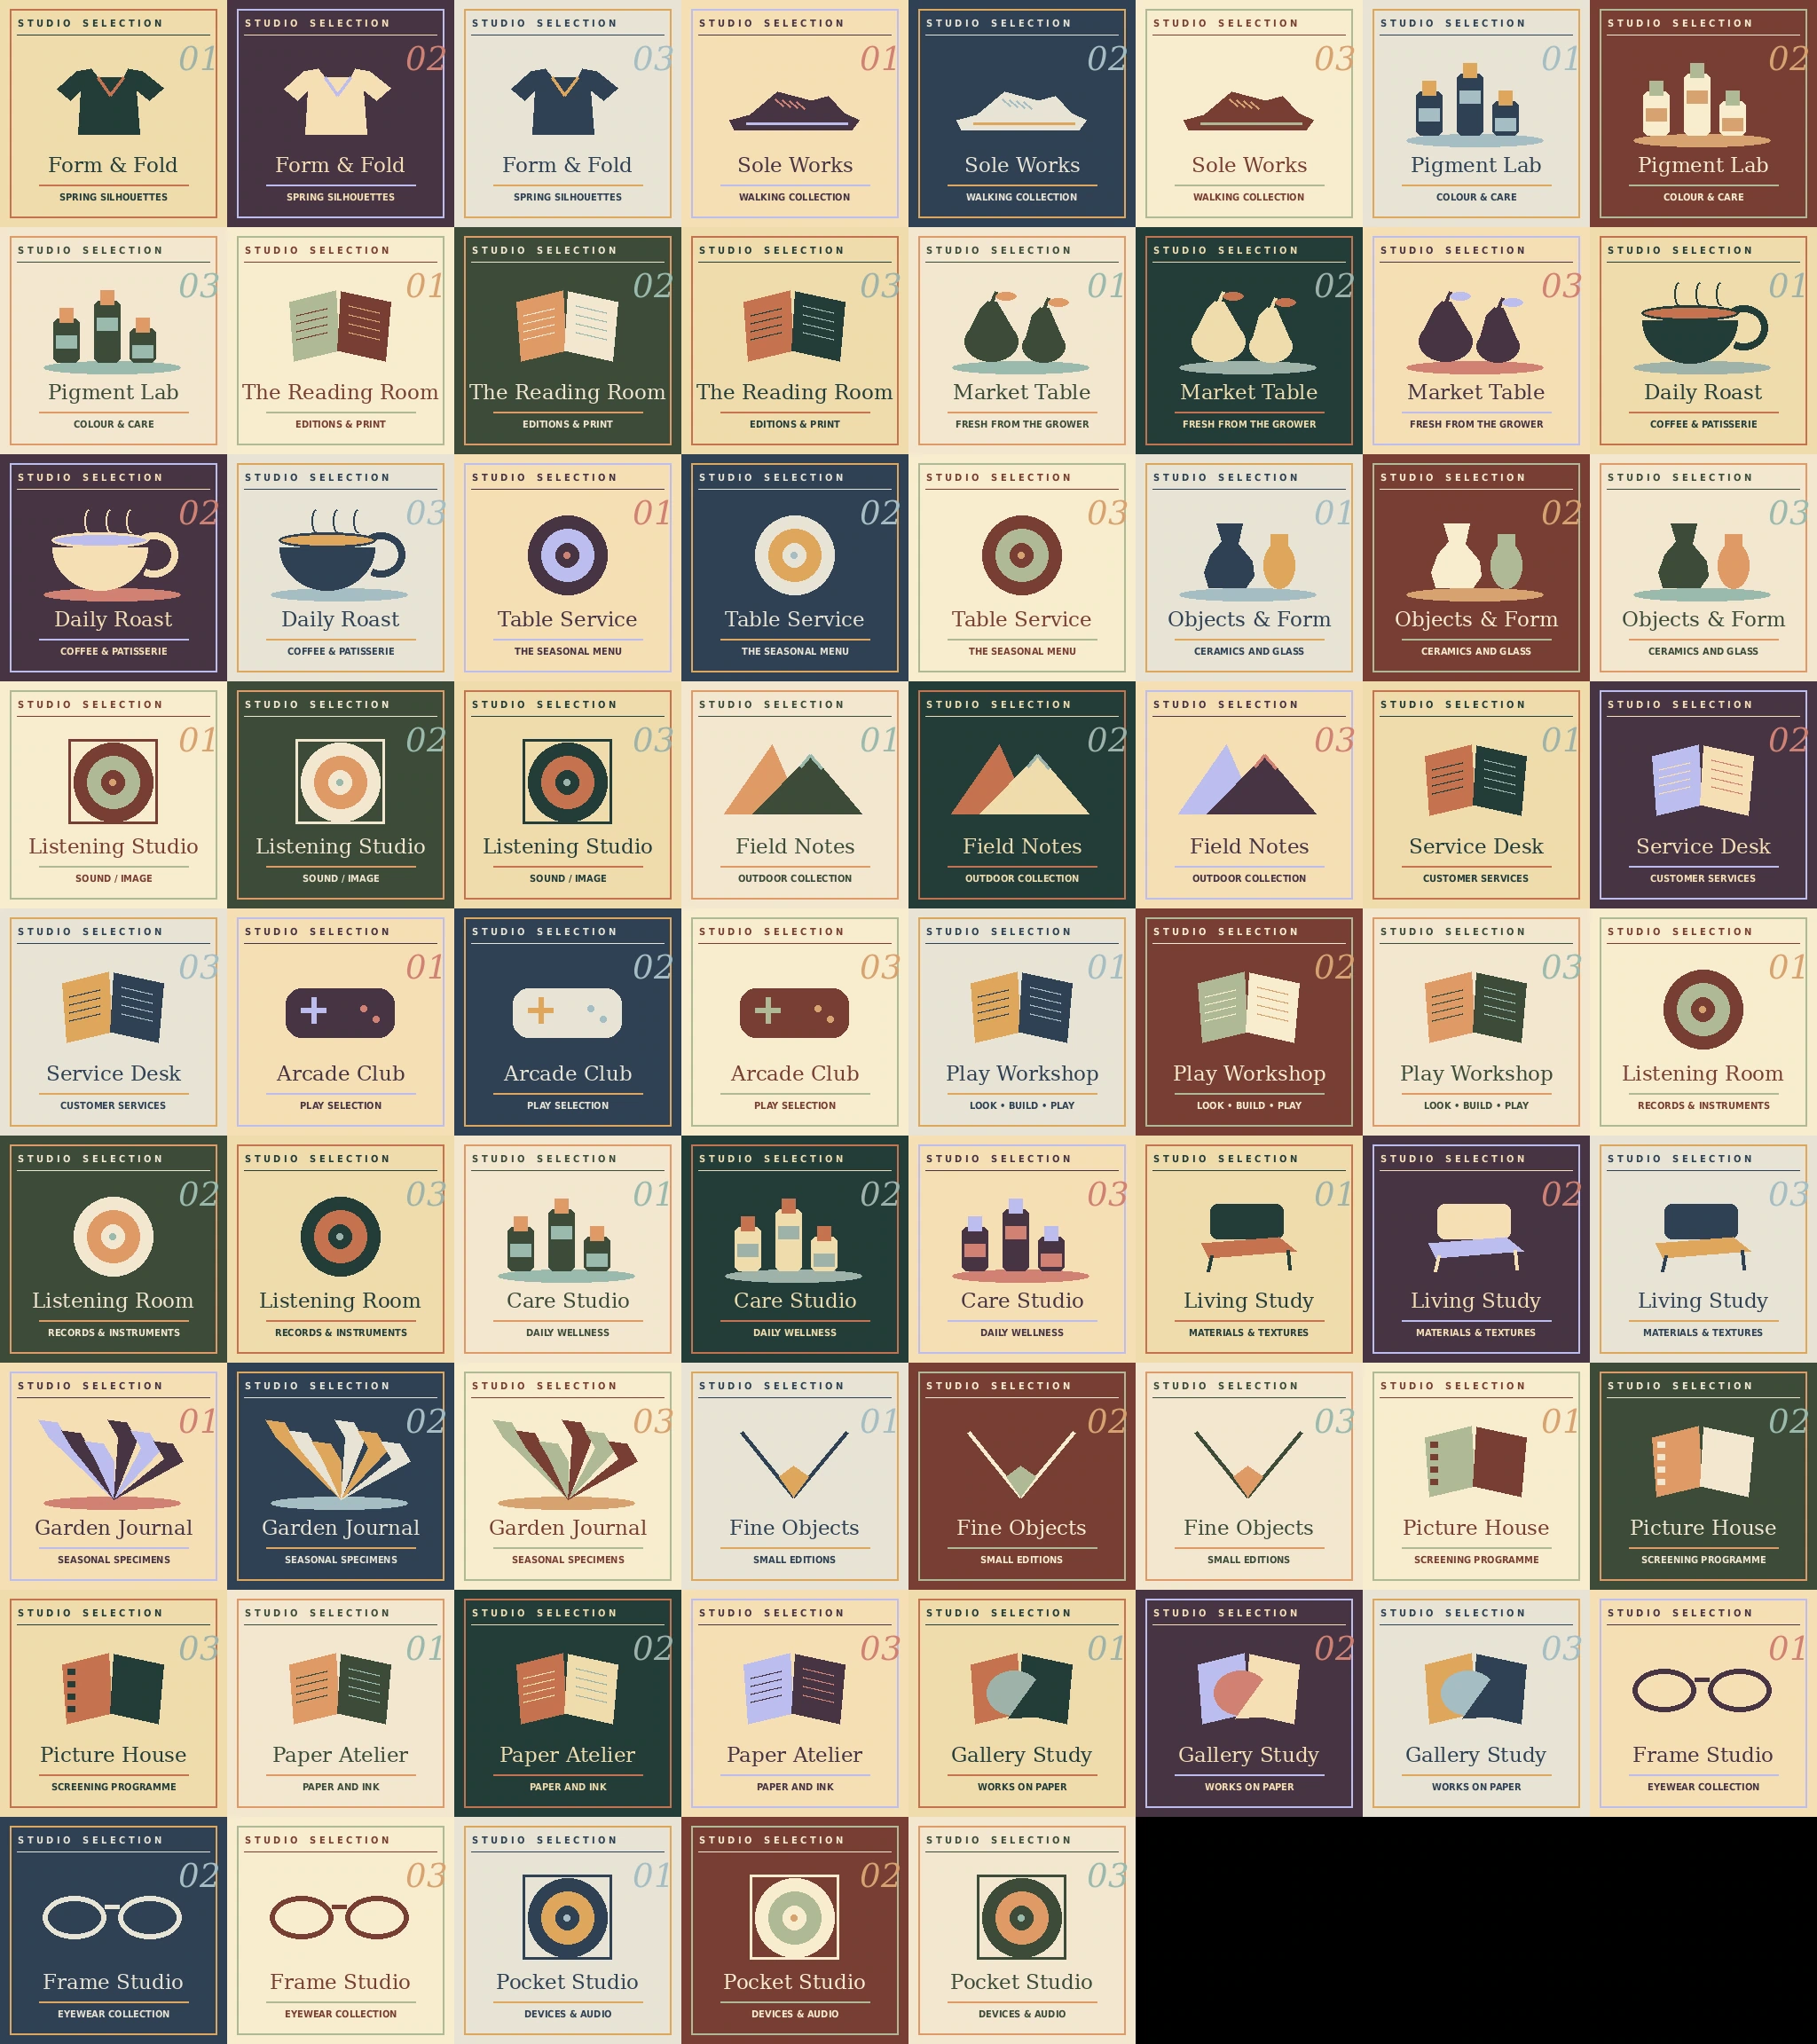 STUDIO SELECTION
01
Form & Fold
SPRING SILHOUETTES
STUDIO SELECTION
02
Form & Fold
SPRING SILHOUETTES
STUDIO SELECTION
03
Form & Fold
SPRING SILHOUETTES
STUDIO SELECTION
01
Sole Works
WALKING COLLECTION
STUDIO SELECTION
02
Sole Works
WALKING COLLECTION
STUDIO SELECTION
03
Sole Works
WALKING COLLECTION
STUDIO SELECTION
01
Pigment Lab
COLOUR & CARE
STUDIO SELECTION
02
Pigment Lab
COLOUR & CARE
STUDIO SELECTION
03
Pigment Lab
COLOUR & CARE
STUDIO SELECTION
01
The Reading Room
EDITIONS & PRINT
STUDIO SELECTION
02
The Reading Room
EDITIONS & PRINT
STUDIO SELECTION
03
The Reading Room
EDITIONS & PRINT
STUDIO SELECTION
01
Market Table
FRESH FROM THE GROWER
STUDIO SELECTION
02
Market Table
FRESH FROM THE GROWER
STUDIO SELECTION
03
Market Table
FRESH FROM THE GROWER
STUDIO SELECTION
01
Daily Roast
COFFEE & PATISSERIE
STUDIO SELECTION
02
Daily Roast
COFFEE & PATISSERIE
STUDIO SELECTION
03
Daily Roast
COFFEE & PATISSERIE
STUDIO SELECTION
01
Table Service
THE SEASONAL MENU
STUDIO SELECTION
02
Table Service
THE SEASONAL MENU
STUDIO SELECTION
03
Table Service
THE SEASONAL MENU
STUDIO SELECTION
01
Objects & Form
CERAMICS AND GLASS
STUDIO SELECTION
02
Objects & Form
CERAMICS AND GLASS
STUDIO SELECTION
03
Objects & Form
CERAMICS AND GLASS
STUDIO SELECTION
01
Listening Studio
SOUND / IMAGE
STUDIO SELECTION
02
Listening Studio
SOUND / IMAGE
STUDIO SELECTION
03
Listening Studio
SOUND / IMAGE
STUDIO SELECTION
01
Field Notes
OUTDOOR COLLECTION
STUDIO SELECTION
02
Field Notes
OUTDOOR COLLECTION
STUDIO SELECTION
03
Field Notes
OUTDOOR COLLECTION
STUDIO SELECTION
01
Service Desk
CUSTOMER SERVICES
STUDIO SELECTION
02
Service Desk
CUSTOMER SERVICES
STUDIO SELECTION
03
Service Desk
CUSTOMER SERVICES
STUDIO SELECTION
01
Arcade Club
PLAY SELECTION
STUDIO SELECTION
02
Arcade Club
PLAY SELECTION
STUDIO SELECTION
03
Arcade Club
PLAY SELECTION
STUDIO SELECTION
01
Play Workshop
LOOK • BUILD • PLAY
STUDIO SELECTION
02
Play Workshop
LOOK • BUILD • PLAY
STUDIO SELECTION
03
Play Workshop
LOOK • BUILD • PLAY
STUDIO SELECTION
01
Listening Room
RECORDS & INSTRUMENTS
STUDIO SELECTION
02
Listening Room
RECORDS & INSTRUMENTS
STUDIO SELECTION
03
Listening Room
RECORDS & INSTRUMENTS
STUDIO SELECTION
01
Care Studio
DAILY WELLNESS
STUDIO SELECTION
02
Care Studio
DAILY WELLNESS
STUDIO SELECTION
03
Care Studio
DAILY WELLNESS
STUDIO SELECTION
01
Living Study
MATERIALS & TEXTURES
STUDIO SELECTION
02
Living Study
MATERIALS & TEXTURES
STUDIO SELECTION
03
Living Study
MATERIALS & TEXTURES
STUDIO SELECTION
01
Garden Journal
SEASONAL SPECIMENS
STUDIO SELECTION
02
Garden Journal
SEASONAL SPECIMENS
STUDIO SELECTION
03
Garden Journal
SEASONAL SPECIMENS
STUDIO SELECTION
01
Fine Objects
SMALL EDITIONS
STUDIO SELECTION
02
Fine Objects
SMALL EDITIONS
STUDIO SELECTION
03
Fine Objects
SMALL EDITIONS
STUDIO SELECTION
01
Picture House
SCREENING PROGRAMME
STUDIO SELECTION
02
Picture House
SCREENING PROGRAMME
STUDIO SELECTION
03
Picture House
SCREENING PROGRAMME
STUDIO SELECTION
01
Paper Atelier
PAPER AND INK
STUDIO SELECTION
02
Paper Atelier
PAPER AND INK
STUDIO SELECTION
03
Paper Atelier
PAPER AND INK
STUDIO SELECTION
01
Gallery Study
WORKS ON PAPER
STUDIO SELECTION
02
Gallery Study
WORKS ON PAPER
STUDIO SELECTION
03
Gallery Study
WORKS ON PAPER
STUDIO SELECTION
01
Frame Studio
EYEWEAR COLLECTION
STUDIO SELECTION
02
Frame Studio
EYEWEAR COLLECTION
STUDIO SELECTION
03
Frame Studio
EYEWEAR COLLECTION
STUDIO SELECTION
01
Pocket Studio
DEVICES & AUDIO
STUDIO SELECTION
02
Pocket Studio
DEVICES & AUDIO
STUDIO SELECTION
03
Pocket Studio
DEVICES & AUDIO